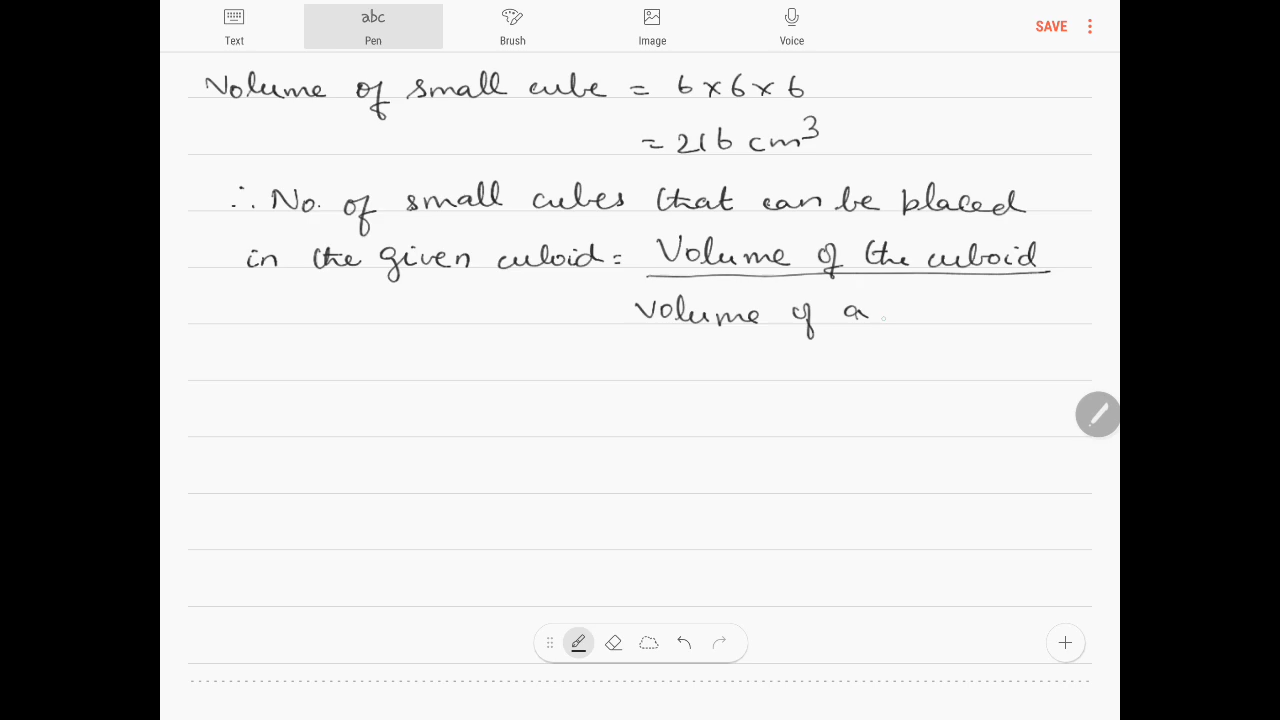 Text
abc
Pen
Brush
Image
Voice
SAVE
Volume of small cube = 6 x 6 x 6
= 216 cm³
∴ No. of small cubes that can be placed
in the given cuboid = Volume of the cuboid
Volume of a